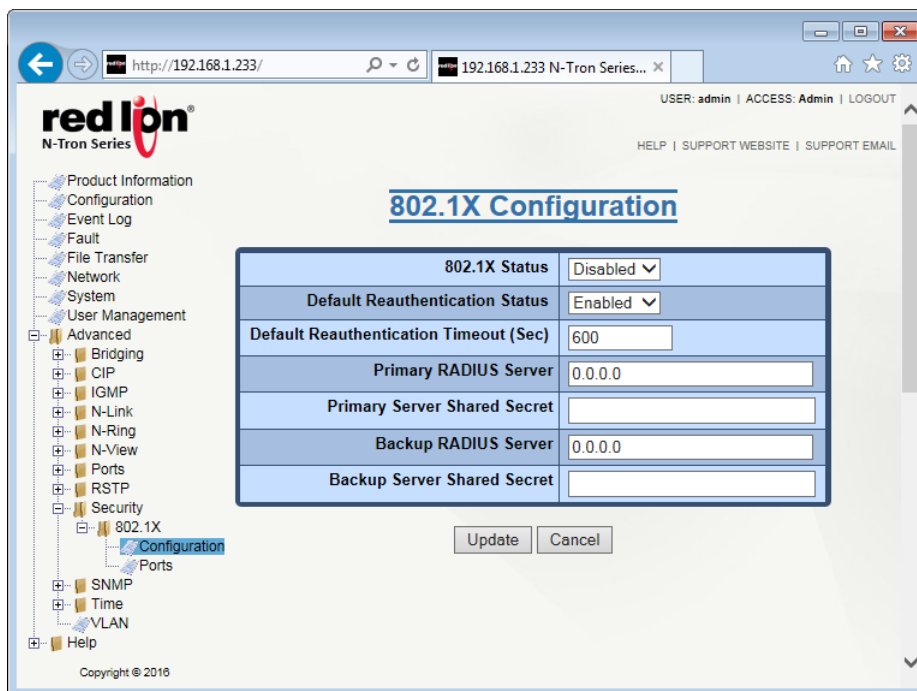 http://192.168.1.233/
192.168.1.233 N-Tron Series...
USER: admin | ACCESS: Admin | LOGOUT
red lion®
N-Tron Series
HELP | SUPPORT WEBSITE | SUPPORT EMAIL
Product Information
Configuration
Event Log
Fault
File Transfer
Network
System
User Management
Advanced
Bridging
CIP
IGMP
N-Link
N-Ring
N-View
Ports
RSTP
Security
802.1X
Configuration
Ports
SNMP
Time
VLAN
Help
Copyright © 2016
802.1X Configuration
802.1X Status Disabled
Default Reauthentication Status Enabled
Default Reauthentication Timeout (Sec) 600
Primary RADIUS Server 0.0.0.0
Primary Server Shared Secret
Backup RADIUS Server 0.0.0.0
Backup Server Shared Secret
Update Cancel